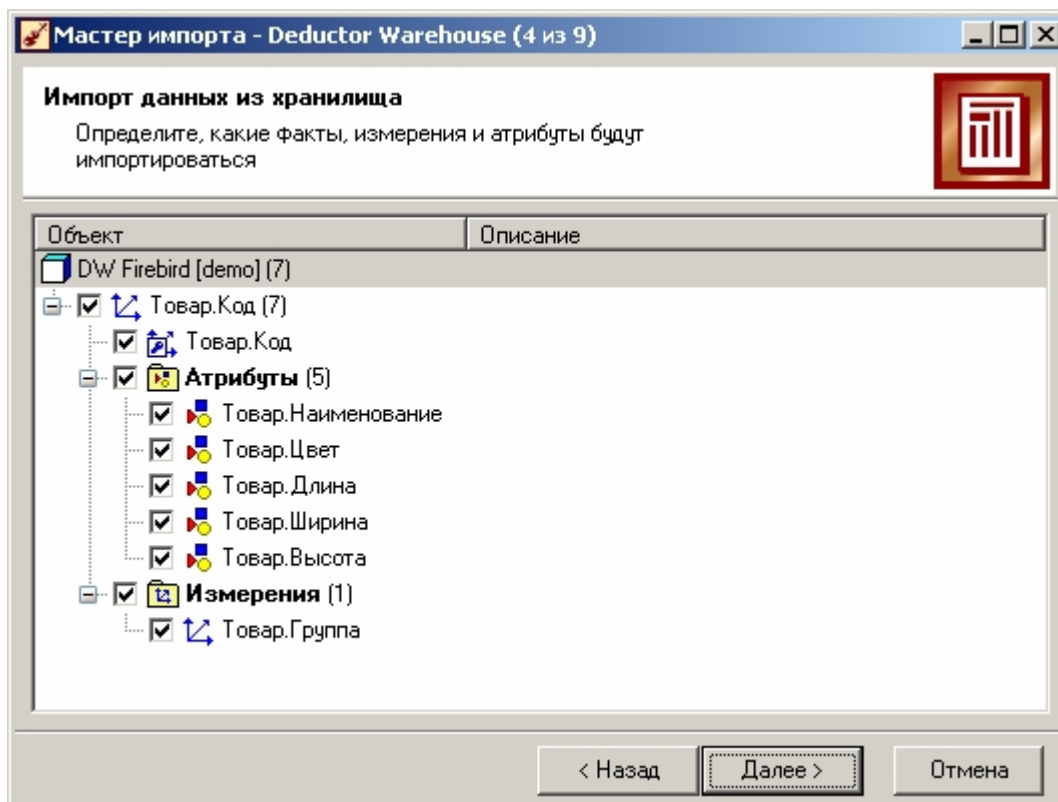 Мастер импорта - Deductor Warehouse (4 из 9)
Импорт данных из хранилища
Определите, какие факты, измерения и атрибуты будут
импортироваться
Объект Описание
DW Firebird [demo] (7)
Товар.Код (7)
Товар.Код
Атрибуты (5)
Товар.Наименование
Товар.Цвет
Товар.Длина
Товар.Ширина
Товар.Высота
Измерения (1)
Товар.Группа
< Назад Далее > Отмена